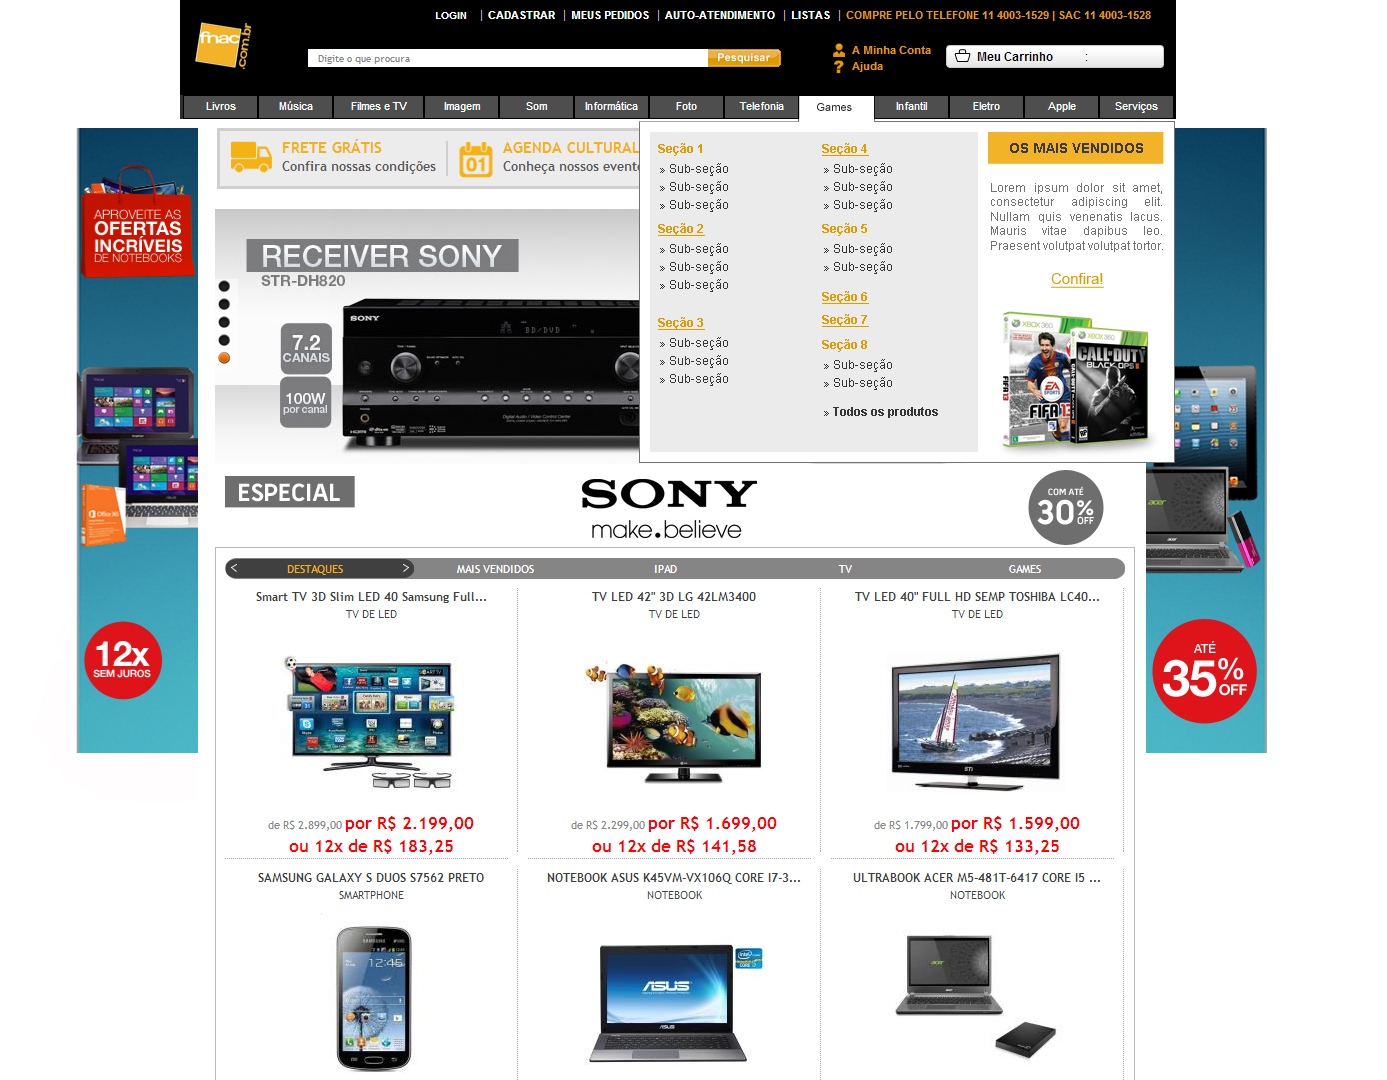 LOGIN | CADASTRAR | MEUS PEDIDOS | AUTO-ATENDIMENTO | LISTAS | COMPRE PELO TELEFONE 11 4003-1529 | SAC 11 4003-1528
fnac.com.br
Digite o que procura
Pesquisar
A Minha Conta
Ajuda
Meu Carrinho :
Livros Música Filmes e TV Imagem Som Informática Foto Telefonia Games Infantil Eletro Apple Serviços
APROVEITE AS
OFERTAS
INCRÍVEIS
DE NOTEBOOKS
12x
SEM JUROS
FRETE GRÁTIS
Confira nossas condições
01
AGENDA CULTURAL
Conheça nossos evento
RECEIVER SONY
STR-DH820
7.2
CANAIS
100W
por canal
SONY
Seção 1
» Sub-seção
» Sub-seção
» Sub-seção
Seção 2
» Sub-seção
» Sub-seção
» Sub-seção
Seção 3
» Sub-seção
» Sub-seção
» Sub-seção
Seção 4
» Sub-seção
» Sub-seção
» Sub-seção
Seção 5
» Sub-seção
» Sub-seção
Seção 6
Seção 7
Seção 8
» Sub-seção
» Sub-seção
» Todos os produtos
OS MAIS VENDIDOS
Lorem ipsum dolor sit amet,
consectetur adipiscing elit.
Nullam quis venenatis lacus.
Mauris vitae dapibus leo.
Praesent volutpat volutpat tortor.
Confira!
XBOX 360
EA SPORTS
FIFA 13
XBOX 360
CALL OF DUTY
BLACK OPS II
ESPECIAL
SONY
make.believe
COM ATÉ
30% OFF
ATÉ
35% OFF
< DESTAQUES > MAIS VENDIDOS IPAD TV GAMES
Smart TV 3D Slim LED 40 Samsung Full...
TV DE LED
de R$ 2.899,00 por R$ 2.199,00
ou 12x de R$ 183,25
TV LED 42" 3D LG 42LM3400
TV DE LED
de R$ 2.299,00 por R$ 1.699,00
ou 12x de R$ 141,58
TV LED 40" FULL HD SEMP TOSHIBA LC40...
TV DE LED
STI
de R$ 1.799,00 por R$ 1.599,00
ou 12x de R$ 133,25
SAMSUNG GALAXY S DUOS S7562 PRETO
SMARTPHONE
SAMSUNG
12:45
NOTEBOOK ASUS K45VM-VX106Q CORE I7-3...
NOTEBOOK
ASUS
ULTRABOOK ACER M5-481T-6417 CORE I5 ...
NOTEBOOK
acer